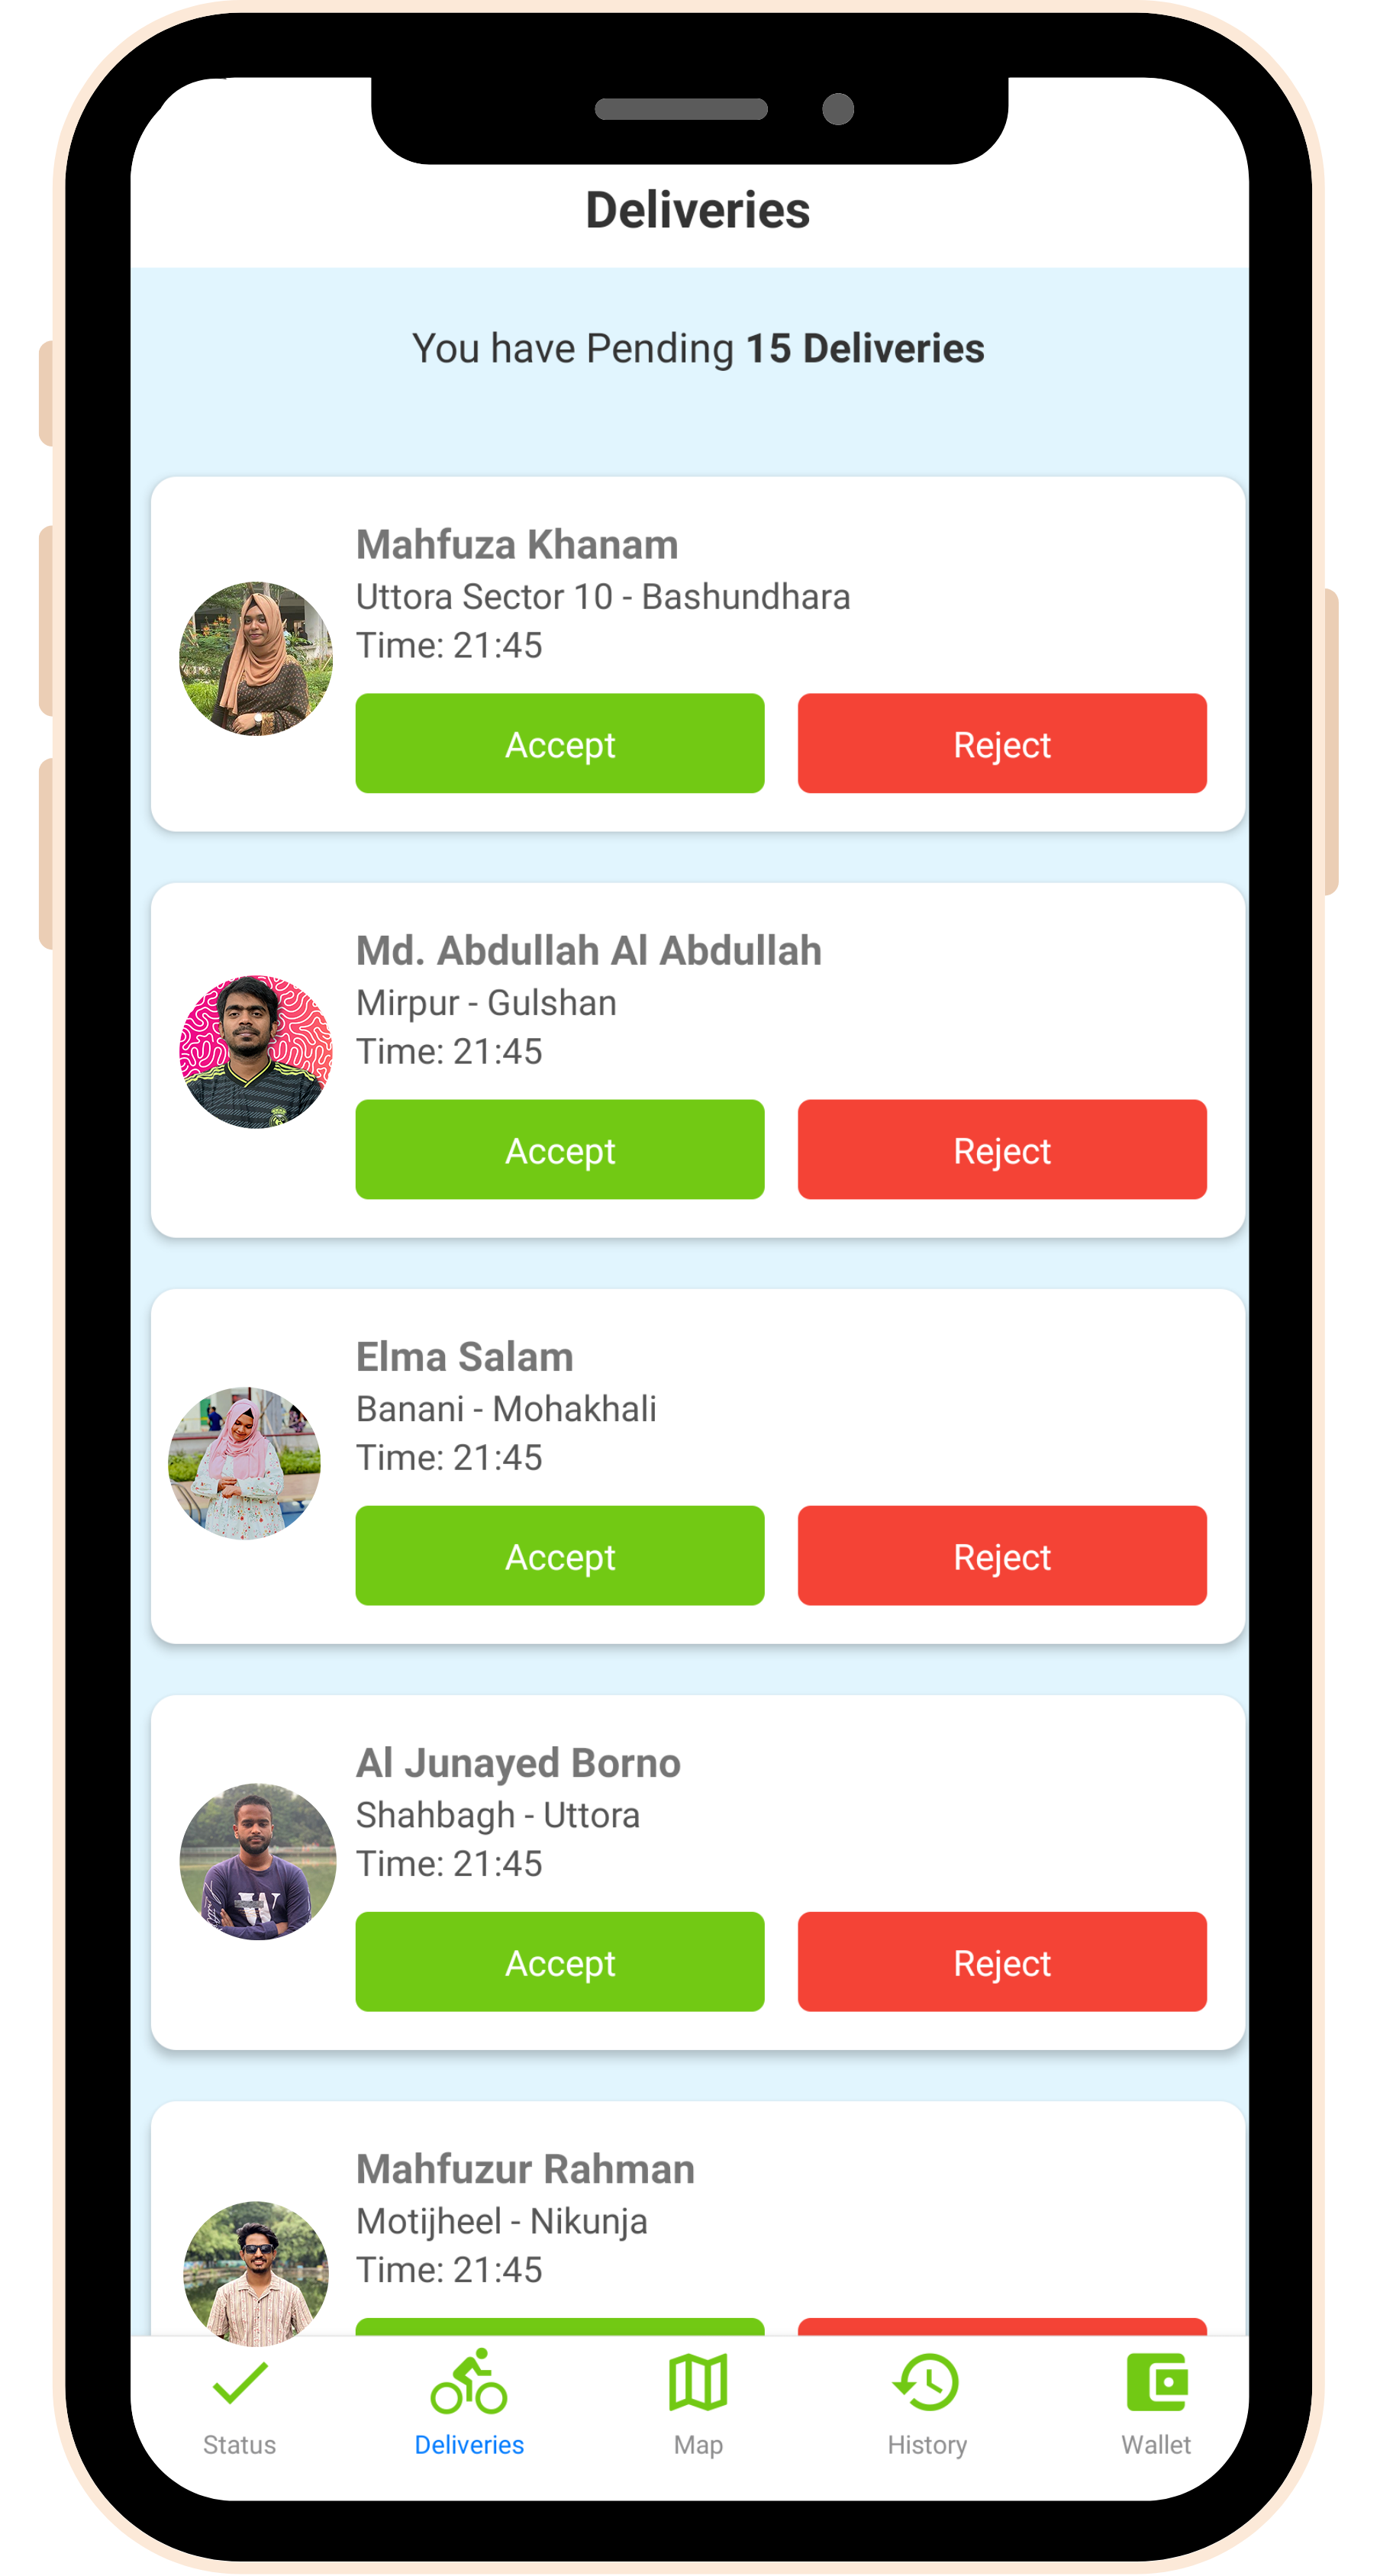 Deliveries
You have Pending 15 Deliveries
Mahfuza Khanam
Uttora Sector 10 - Bashundhara
Time: 21:45
Accept
Reject
Md. Abdullah Al Abdullah
Mirpur - Gulshan
Time: 21:45
Accept
Reject
Elma Salam
Banani - Mohakhali
Time: 21:45
Accept
Reject
Al Junayed Borno
Shahbagh - Uttora
Time: 21:45
W
Accept
Reject
Mahfuzur Rahman
Motijheel - Nikunja
Time: 21:45
Status
Deliveries
Map
History
Wallet